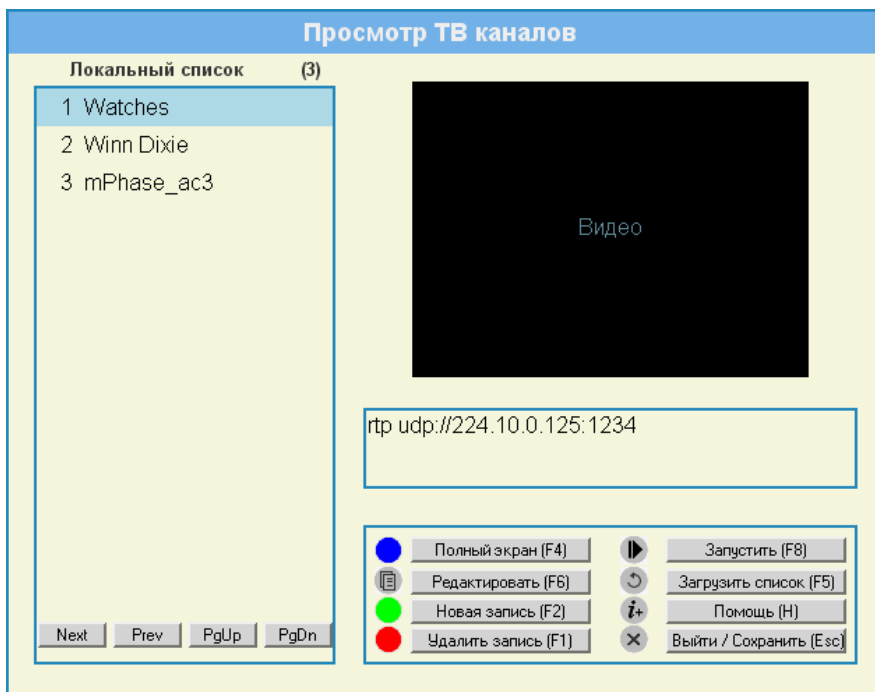 Просмотр ТВ каналов
Локальный список (3)
1 Watches
2 Winn Dixie
3 mPhase_ac3
Next Prev PgUp PgDn
Видео
rtp udp://224.10.0.125:1234
Полный экран (F4) Запустить (F8)
Редактировать (F6) Загрузить список (F5)
Новая запись (F2) i+ Помощь (H)
Удалить запись (F1) Выйти / Сохранить (Esc)